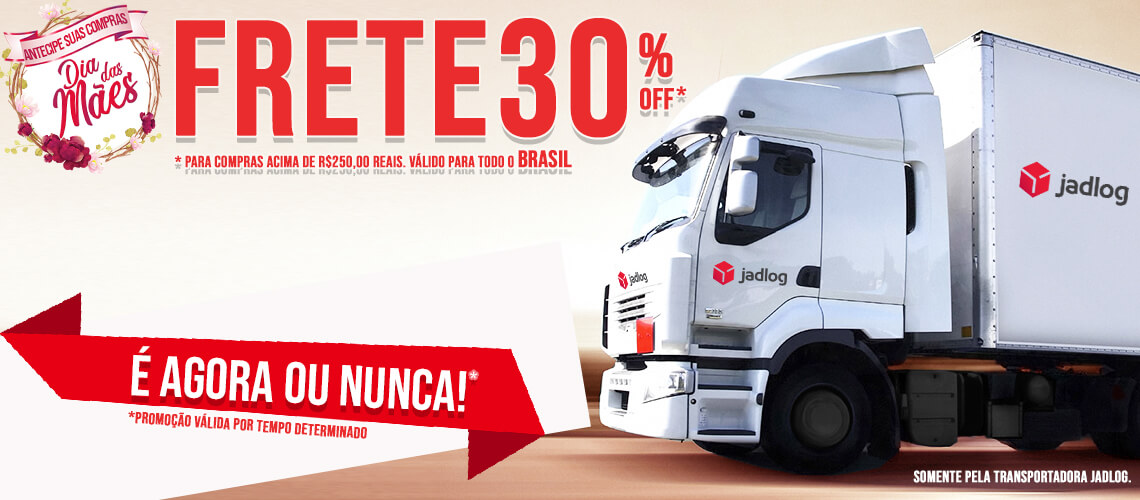 ANTECIPE SUAS COMPRAS
Dia
das
Mães
FRETE 30
%
OFF*
* PARA COMPRAS ACIMA DE R$250,00 REAIS. VÁLIDO PARA TODO O BRASIL
jadlog
jadlog
jadlog
É AGORA OU NUNCA!*
*PROMOÇÃO VÁLIDA POR TEMPO DETERMINADO
SOMENTE PELA TRANSPORTADORA JADLOG.